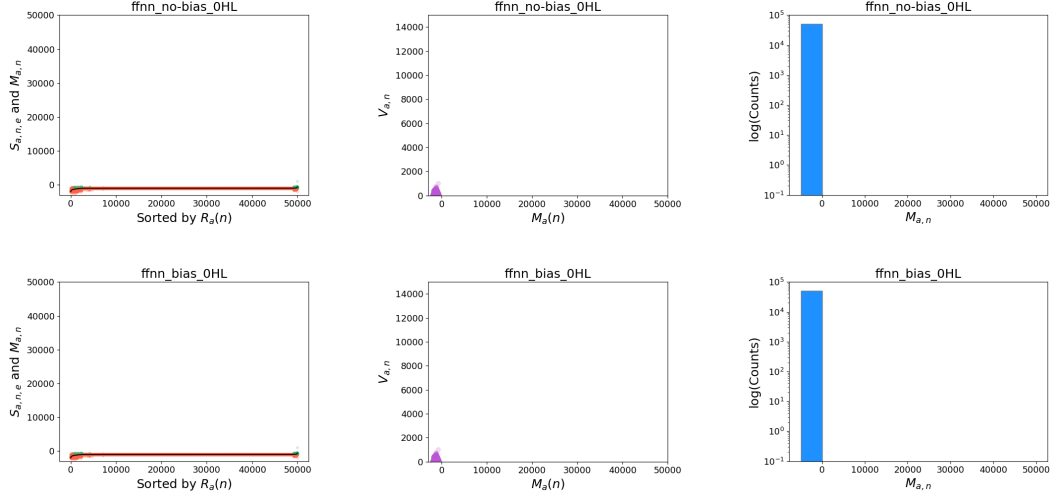 ffnn_no-bias_0HL
50000
40000
30000
20000
10000
0
S_{a,n,e} and M_{a,n}
0 10000 20000 30000 40000 50000
Sorted by R_a(n)
ffnn_no-bias_0HL
14000
12000
10000
8000
6000
4000
2000
0
V_{a,n}
0 10000 20000 30000 40000 50000
M_a(n)
ffnn_no-bias_0HL
10^5
10^4
10^3
10^2
10^1
10^0
10^{-1}
log(Counts)
0 10000 20000 30000 40000 50000
M_{a,n}
ffnn_bias_0HL
50000
40000
30000
20000
10000
0
S_{a,n,e} and M_{a,n}
0 10000 20000 30000 40000 50000
Sorted by R_a(n)
ffnn_bias_0HL
14000
12000
10000
8000
6000
4000
2000
0
V_{a,n}
0 10000 20000 30000 40000 50000
M_a(n)
ffnn_bias_0HL
10^5
10^4
10^3
10^2
10^1
10^0
10^{-1}
log(Counts)
0 10000 20000 30000 40000 50000
M_{a,n}